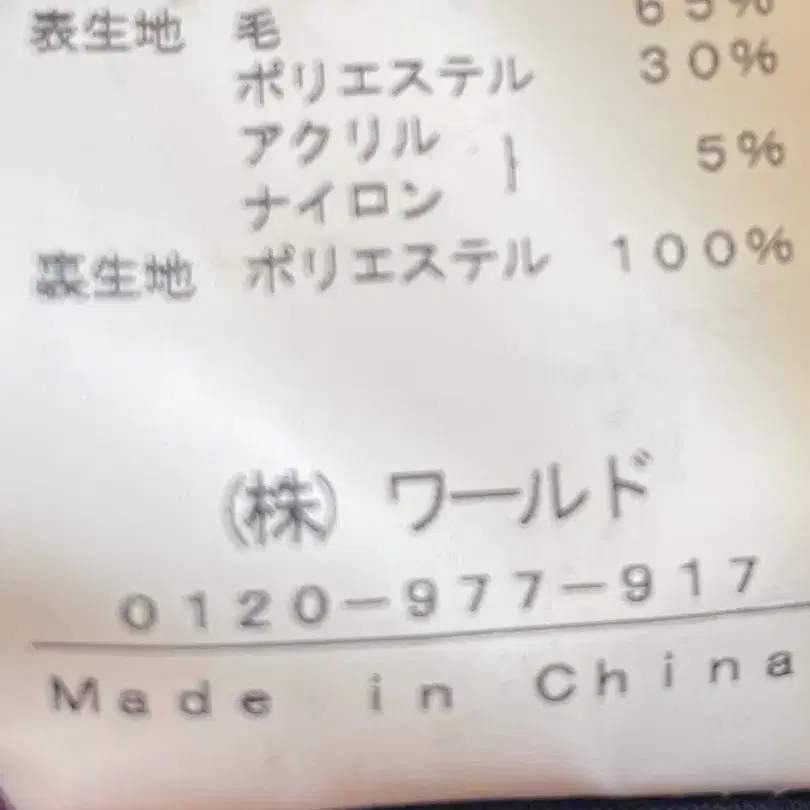 表生地 毛 65%
ポリエステル 30%
アクリル
ナイロン } 5%
裏生地 ポリエステル 100%
(株) ワールド
0120-977-917
Made in China